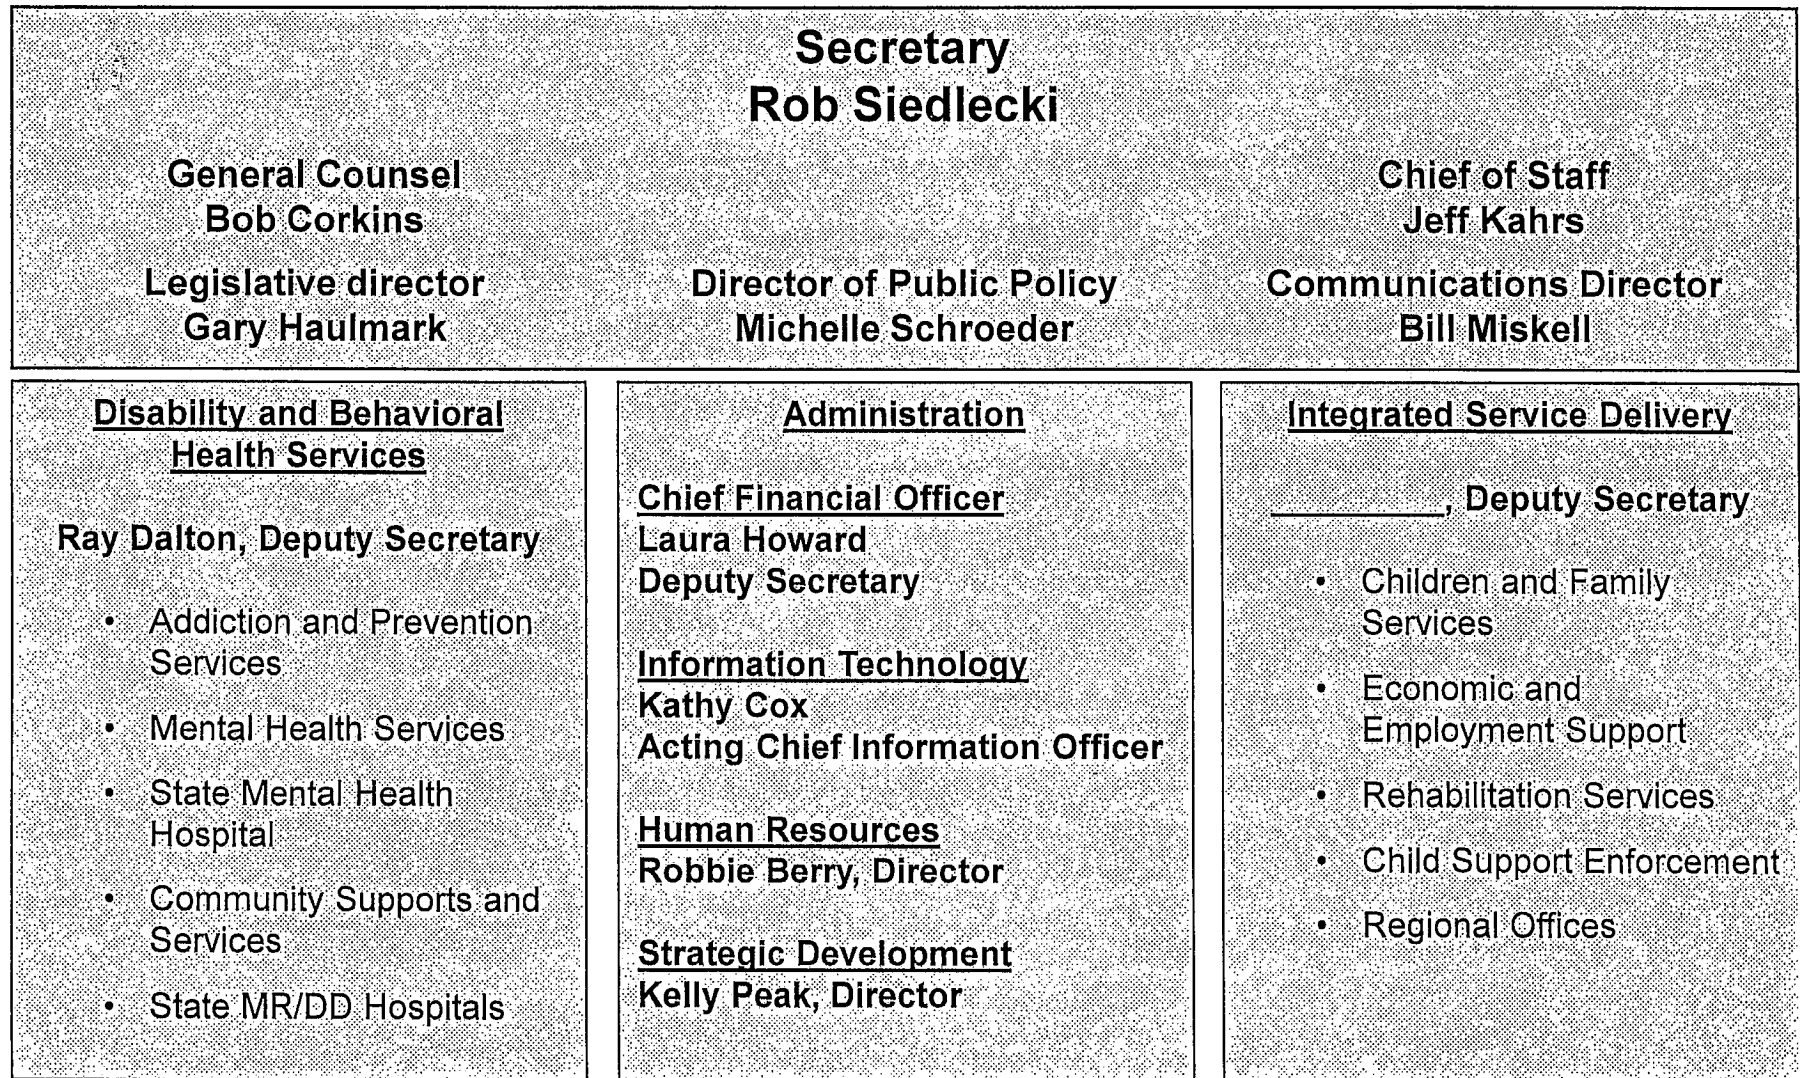 Secretary
Rob Siedlecki
General Counsel
Bob Corkins
Chief of Staff
Jeff Kahrs
Legislative director
Gary Haulmark
Director of Public Policy
Michelle Schroeder
Communications Director
Bill Miskell
Disability and Behavioral
Health Services
Ray Dalton, Deputy Secretary
• Addiction and Prevention
Services
• Mental Health Services
• State Mental Health
Hospital
• Community Supports and
Services
• State MR/DD Hospitals
Administration
Chief Financial Officer
Laura Howard
Deputy Secretary
Information Technology
Kathy Cox
Acting Chief Information Officer
Human Resources
Robbie Berry, Director
Strategic Development
Kelly Peak, Director
Integrated Service Delivery
__________, Deputy Secretary
• Children and Family
Services
• Economic and
Employment Support
• Rehabilitation Services
• Child Support Enforcement
• Regional Offices